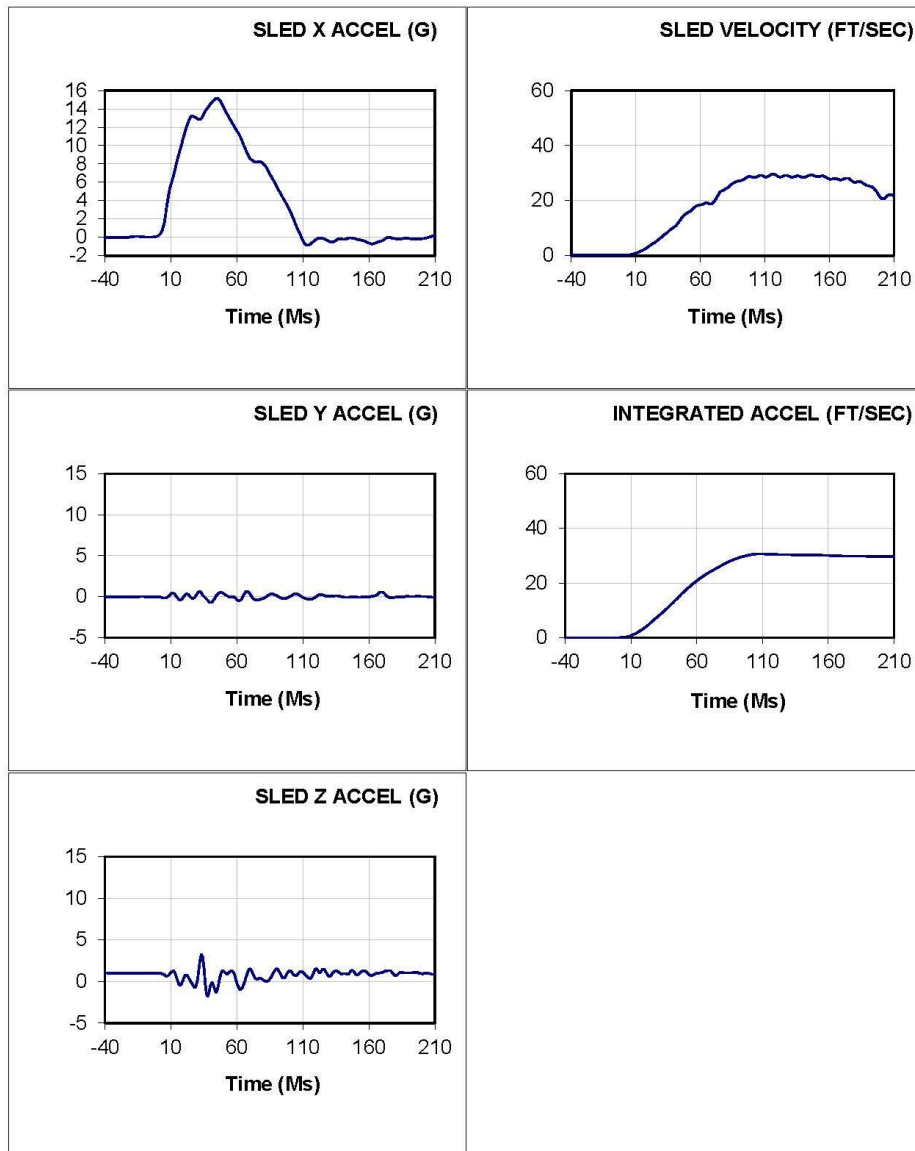 SLED X ACCEL (G)
16
14
12
10
8
6
4
2
0
-2
-40 10 60 110 160 210
Time (Ms)
SLED VELOCITY (FT/SEC)
60
40
20
0
-40 10 60 110 160 210
Time (Ms)
SLED Y ACCEL (G)
15
10
5
0
-5
-40 10 60 110 160 210
Time (Ms)
INTEGRATED ACCEL (FT/SEC)
60
40
20
0
-40 10 60 110 160 210
Time (Ms)
SLED Z ACCEL (G)
15
10
5
0
-5
-40 10 60 110 160 210
Time (Ms)